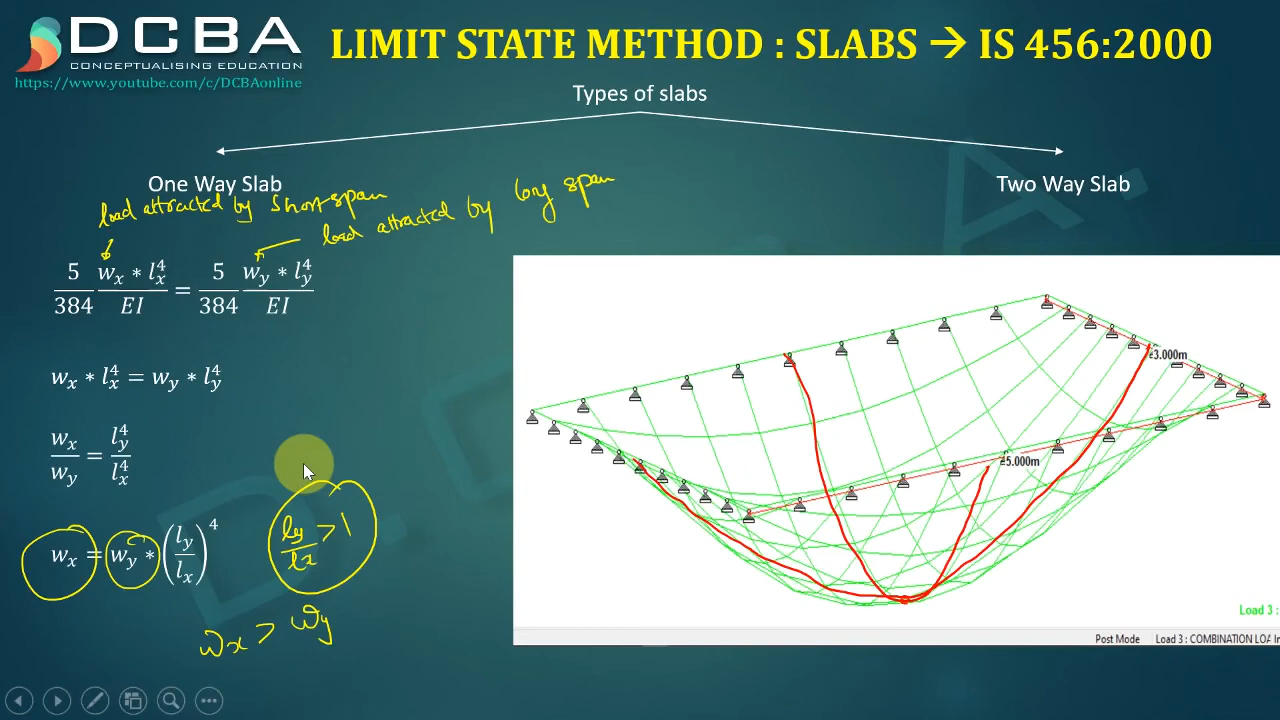 DCBA
CONCEPTUALISING EDUCATION
https://www.youtube.com/c/DCBAonline
LIMIT STATE METHOD : SLABS → IS 456:2000
Types of slabs
One Way Slab
Two Way Slab
load attracted by Short span
load attracted by long span
5/384 w_x * l_x^4/EI = 5/384 w_y * l_y^4/EI
w_x * l_x^4 = w_y * l_y^4
w_x/w_y = l_y^4/l_x^4
w_x = w_y * (l_y/l_x)^4
ly/lx > 1
wx > wy
3.000m
5.000m
Load 3 :
Post Mode
Load 3 : COMBINATION LOA